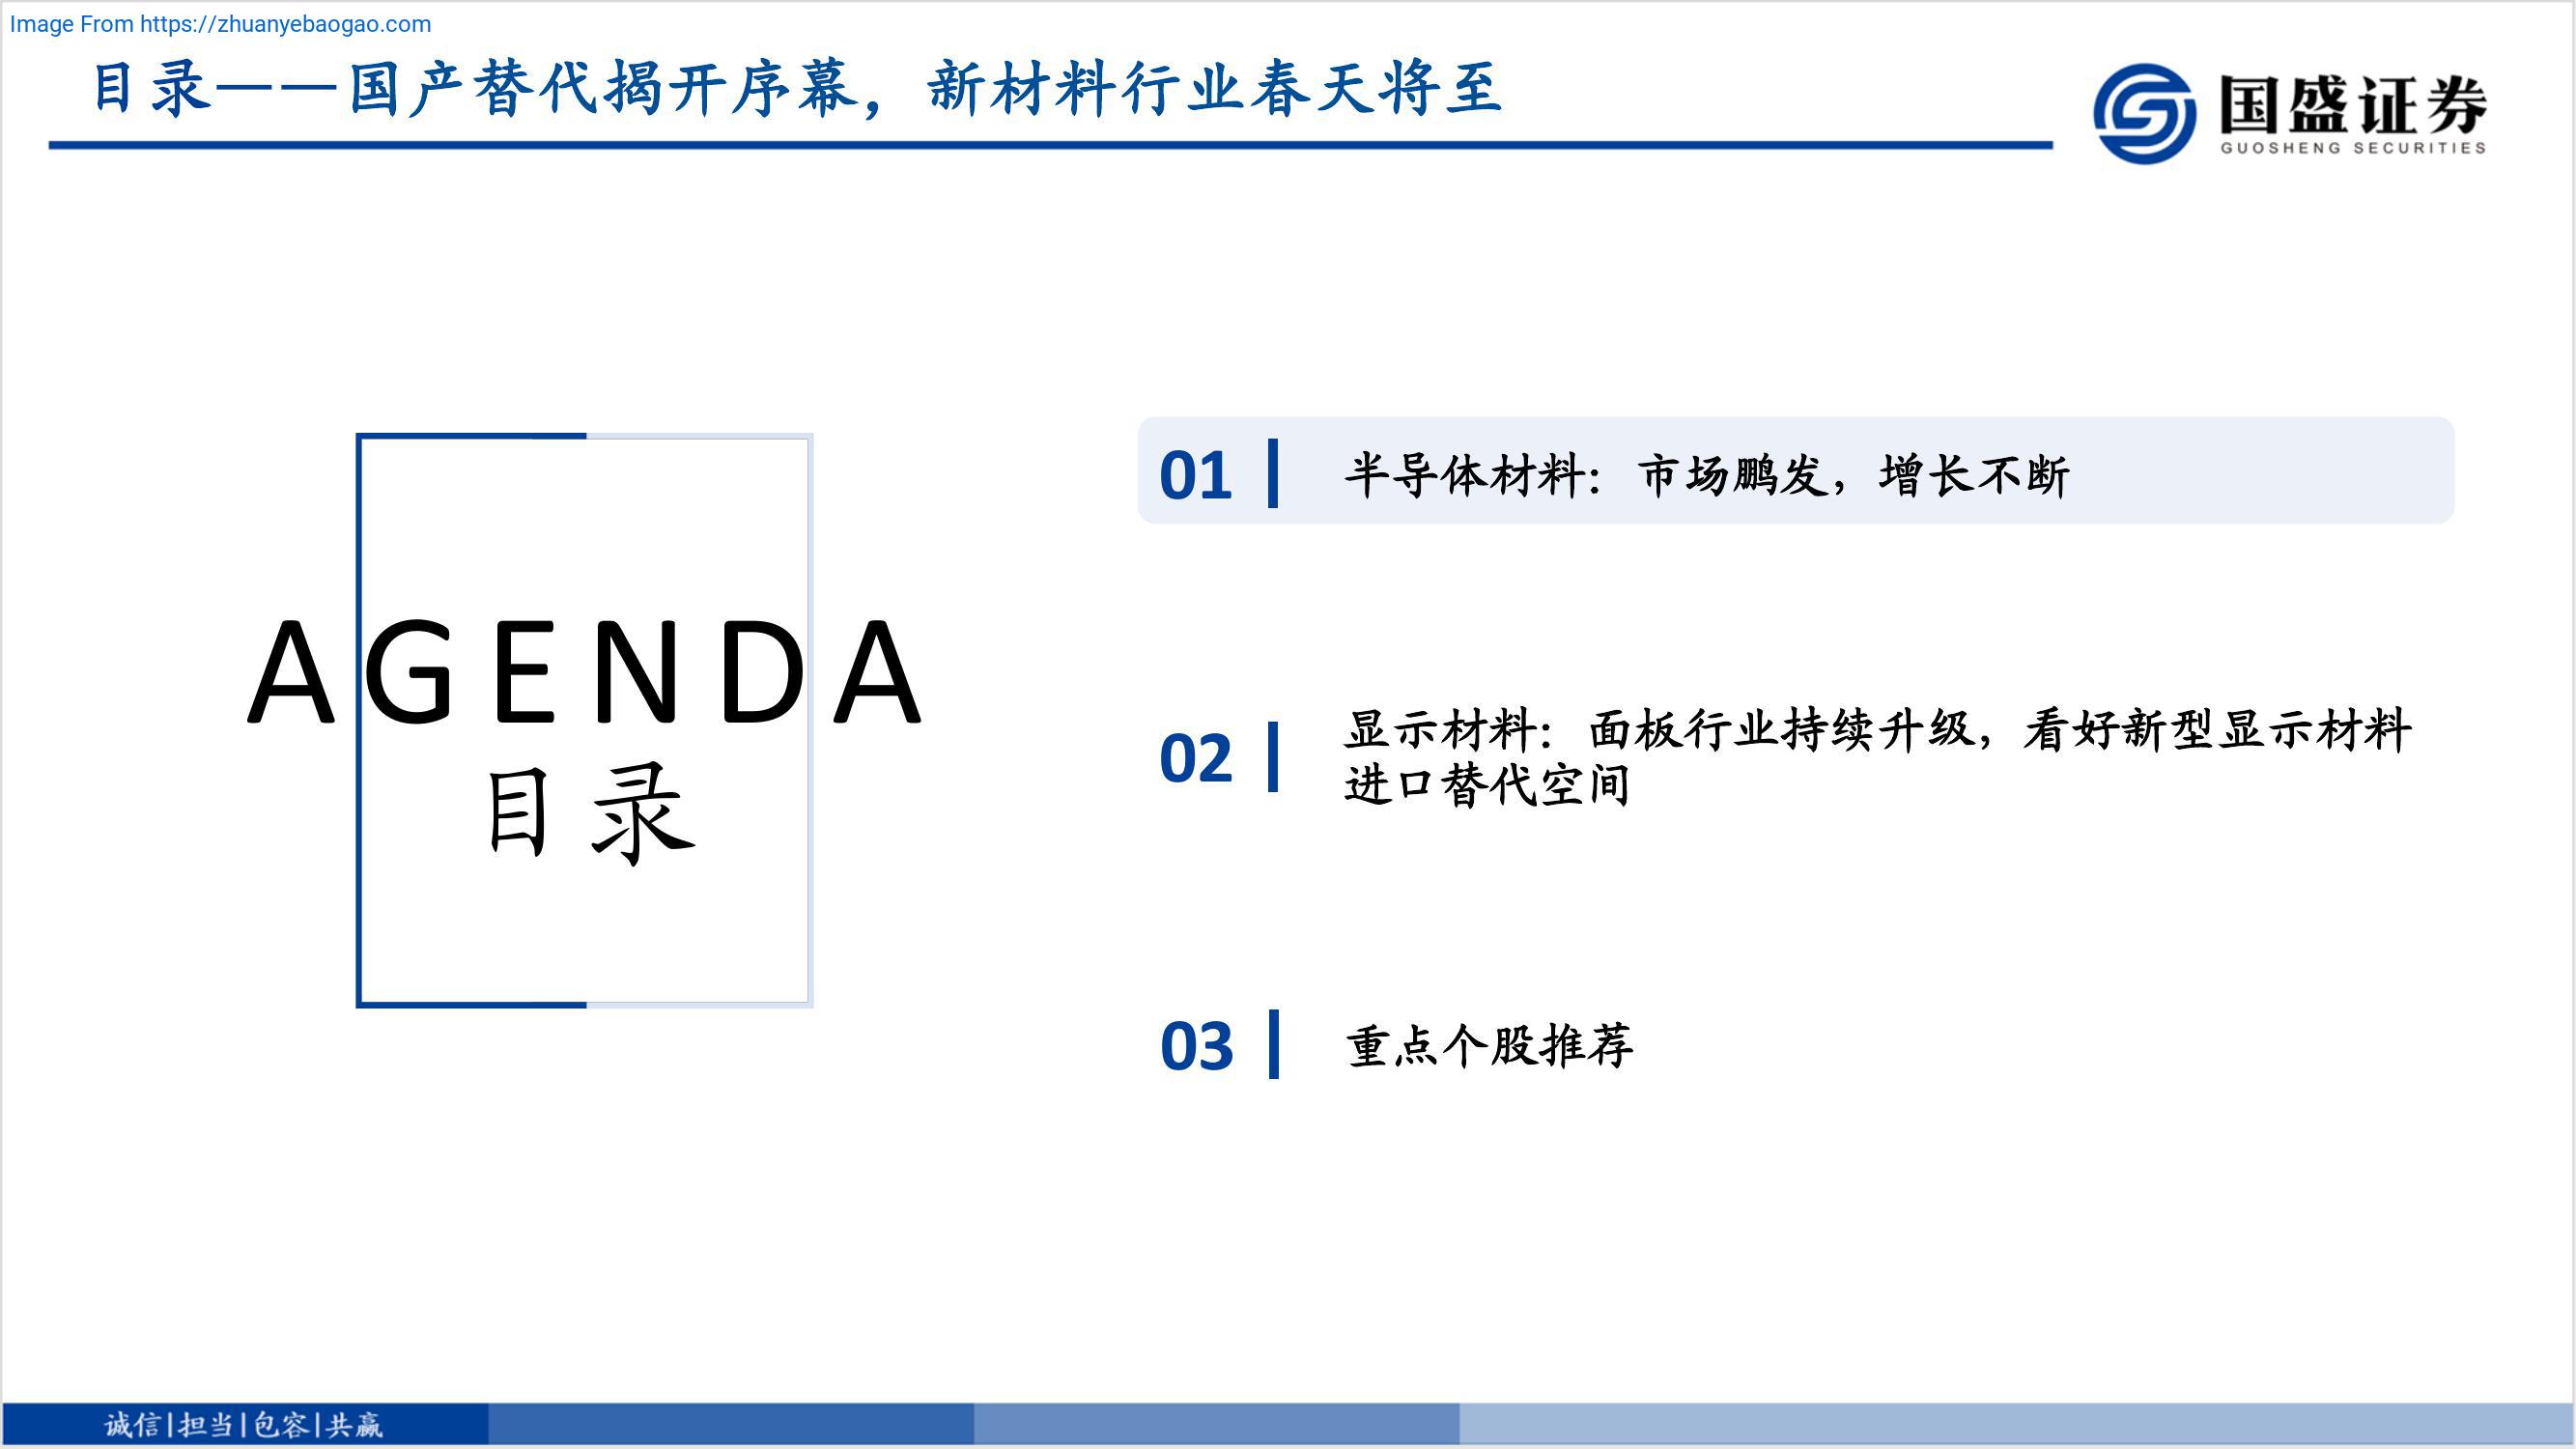 Image From https://zhuanyebaogao.com
目录——国产替代揭开序幕，新材料行业春天将至
国盛证券
GUOSHENG SECURITIES
AGENDA
目录
01
半导体材料：市场鹏发，增长不断
02
显示材料：面板行业持续升级，看好新型显示材料
进口替代空间
03
重点个股推荐
诚信|担当|包容|共赢